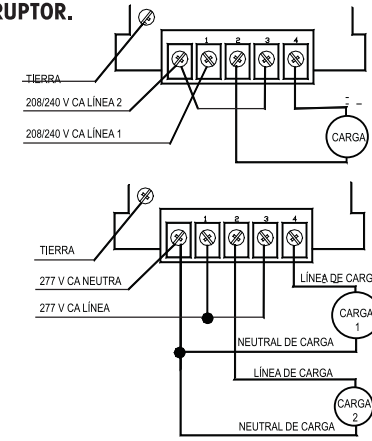 RUPTOR.
1 2 3 4
TIERRA
208/240 V CA LÍNEA 2
208/240 V CA LÍNEA 1
CARGA
1 2 3 4
TIERRA
277 V CA NEUTRA
277 V CA LÍNEA
LÍNEA DE CARG
CARGA
1
NEUTRAL DE CARGA
LÍNEA DE CARGA
CARGA
2
NEUTRAL DE CARGA